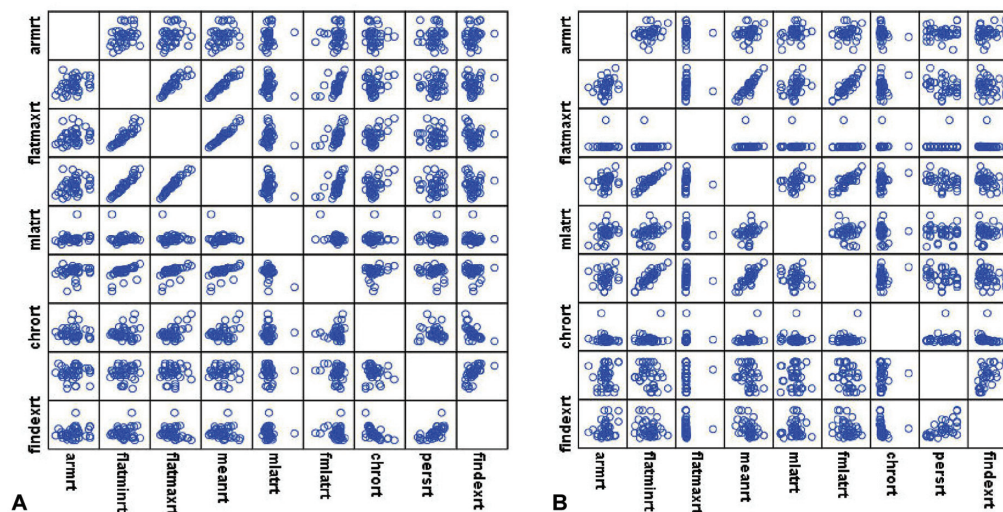 armrt
flatmaxrt
mlatrt
chrort
findexrt
armrt
flatminrt
flatmaxrt
meanrt
mlatrt
fmlatrt
chrort
persrt
findexrt
A
armrt
flatmaxrt
mlatrt
chrort
findexrt
armrt
flatminrt
flatmaxrt
meanrt
mlatrt
fmlatrt
chrort
persrt
findexrt
B